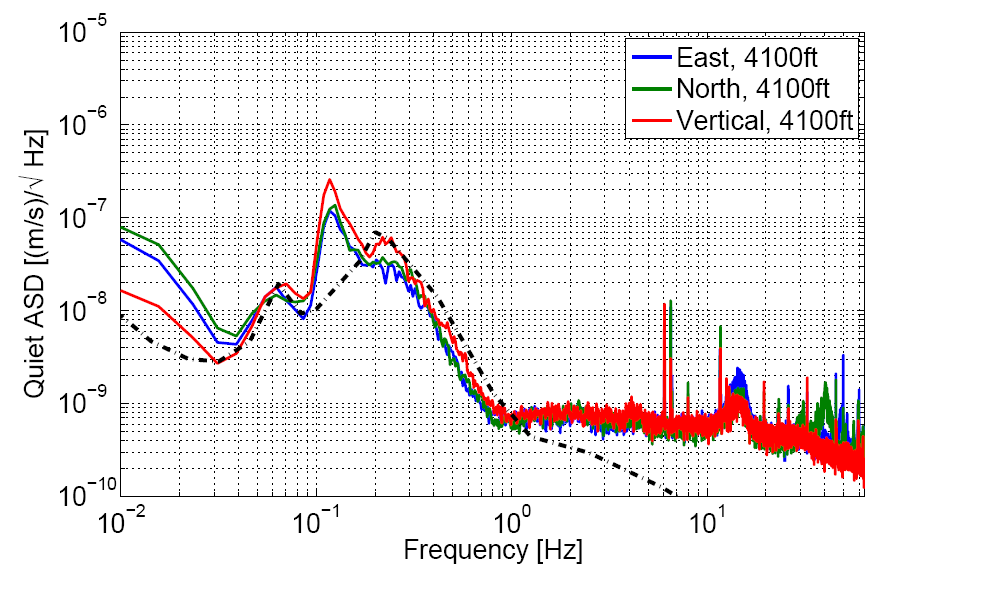 10^-5
10^-6
10^-7
10^-8
10^-9
10^-10
Quiet ASD [(m/s)/√ Hz]
East, 4100ft
North, 4100ft
Vertical, 4100ft
10^-2
10^-1
10^0
10^1
Frequency [Hz]